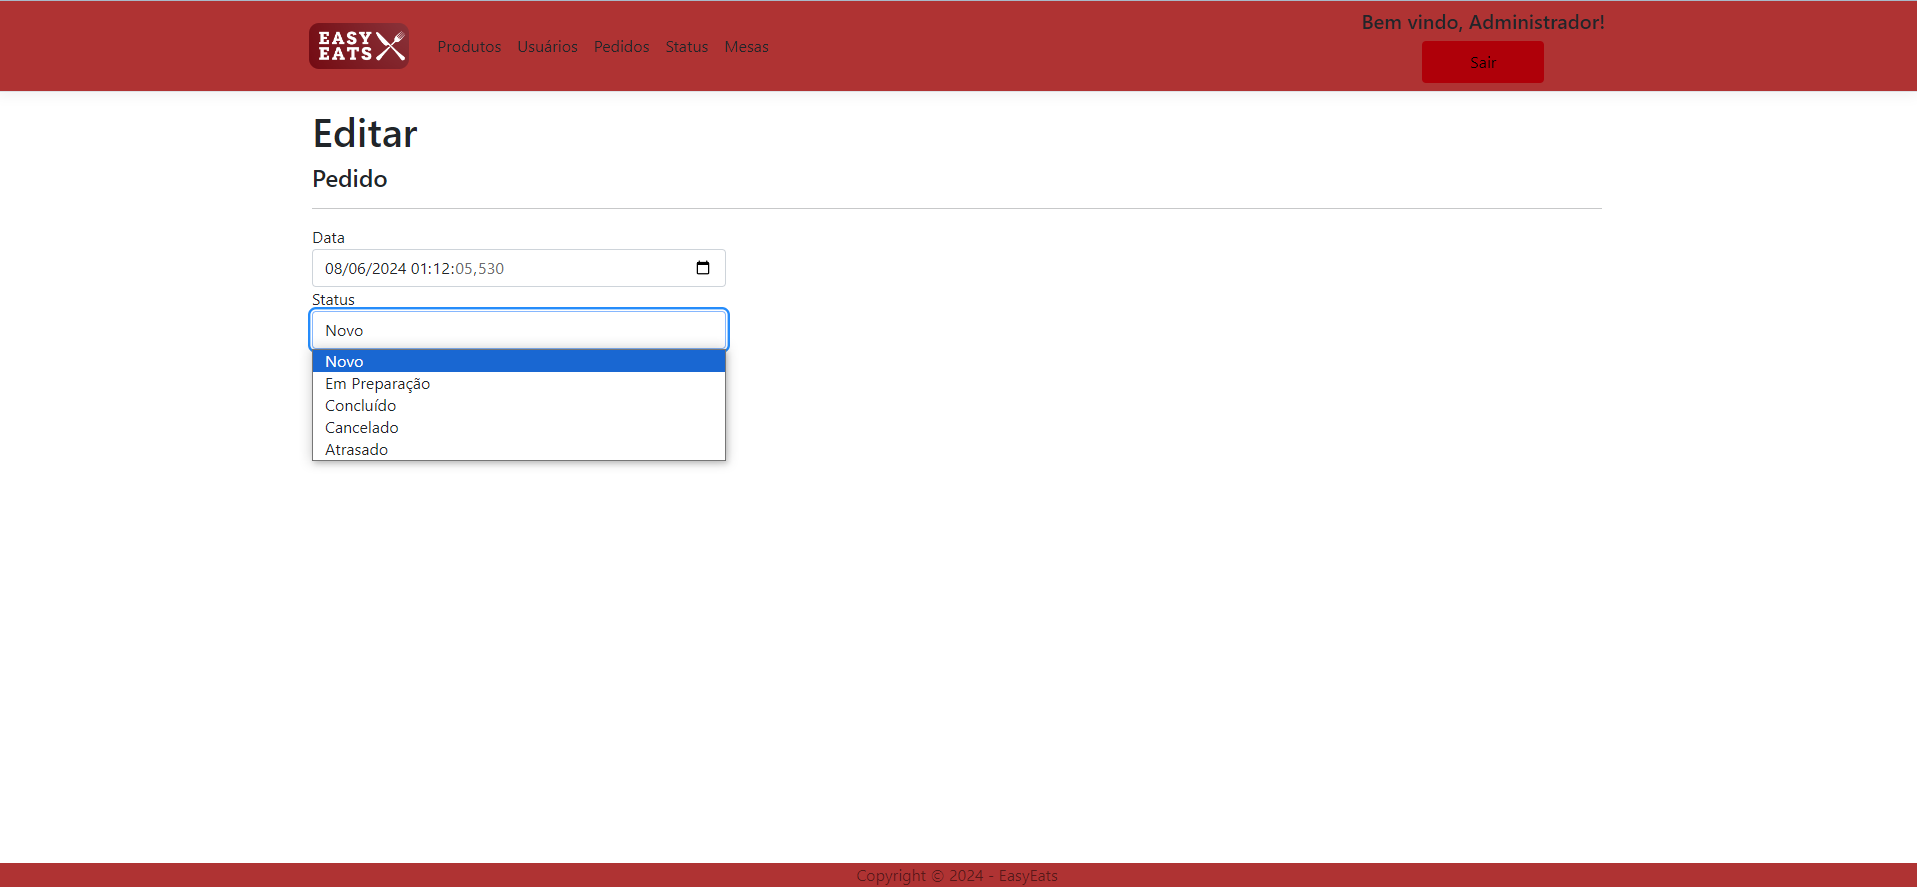 EASY
EATS
Produtos Usuários Pedidos Status Mesas
Bem vindo, Administrador!
Sair
Editar
Pedido
Data
08/06/2024 01:12:05,530
Status
Novo
Novo
Em Preparação
Concluído
Cancelado
Atrasado
Copyright © 2024 - EasyEats